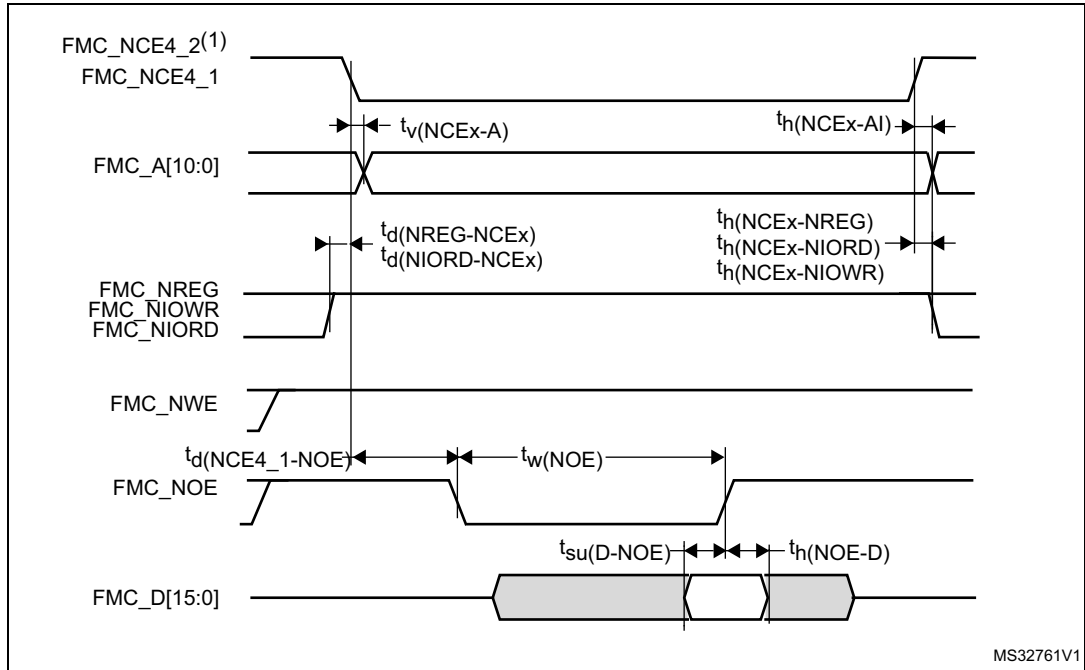 FMC_NCE4_2(1)
FMC_NCE4_1
tv(NCEx-A)
th(NCEx-AI)
FMC_A[10:0]
td(NREG-NCEx)
td(NIORD-NCEx)
th(NCEx-NREG)
th(NCEx-NIORD)
th(NCEx-NIOWR)
FMC_NREG
FMC_NIOWR
FMC_NIORD
FMC_NWE
td(NCE4_1-NOE)
tw(NOE)
FMC_NOE
tsu(D-NOE)
th(NOE-D)
FMC_D[15:0]
MS32761V1